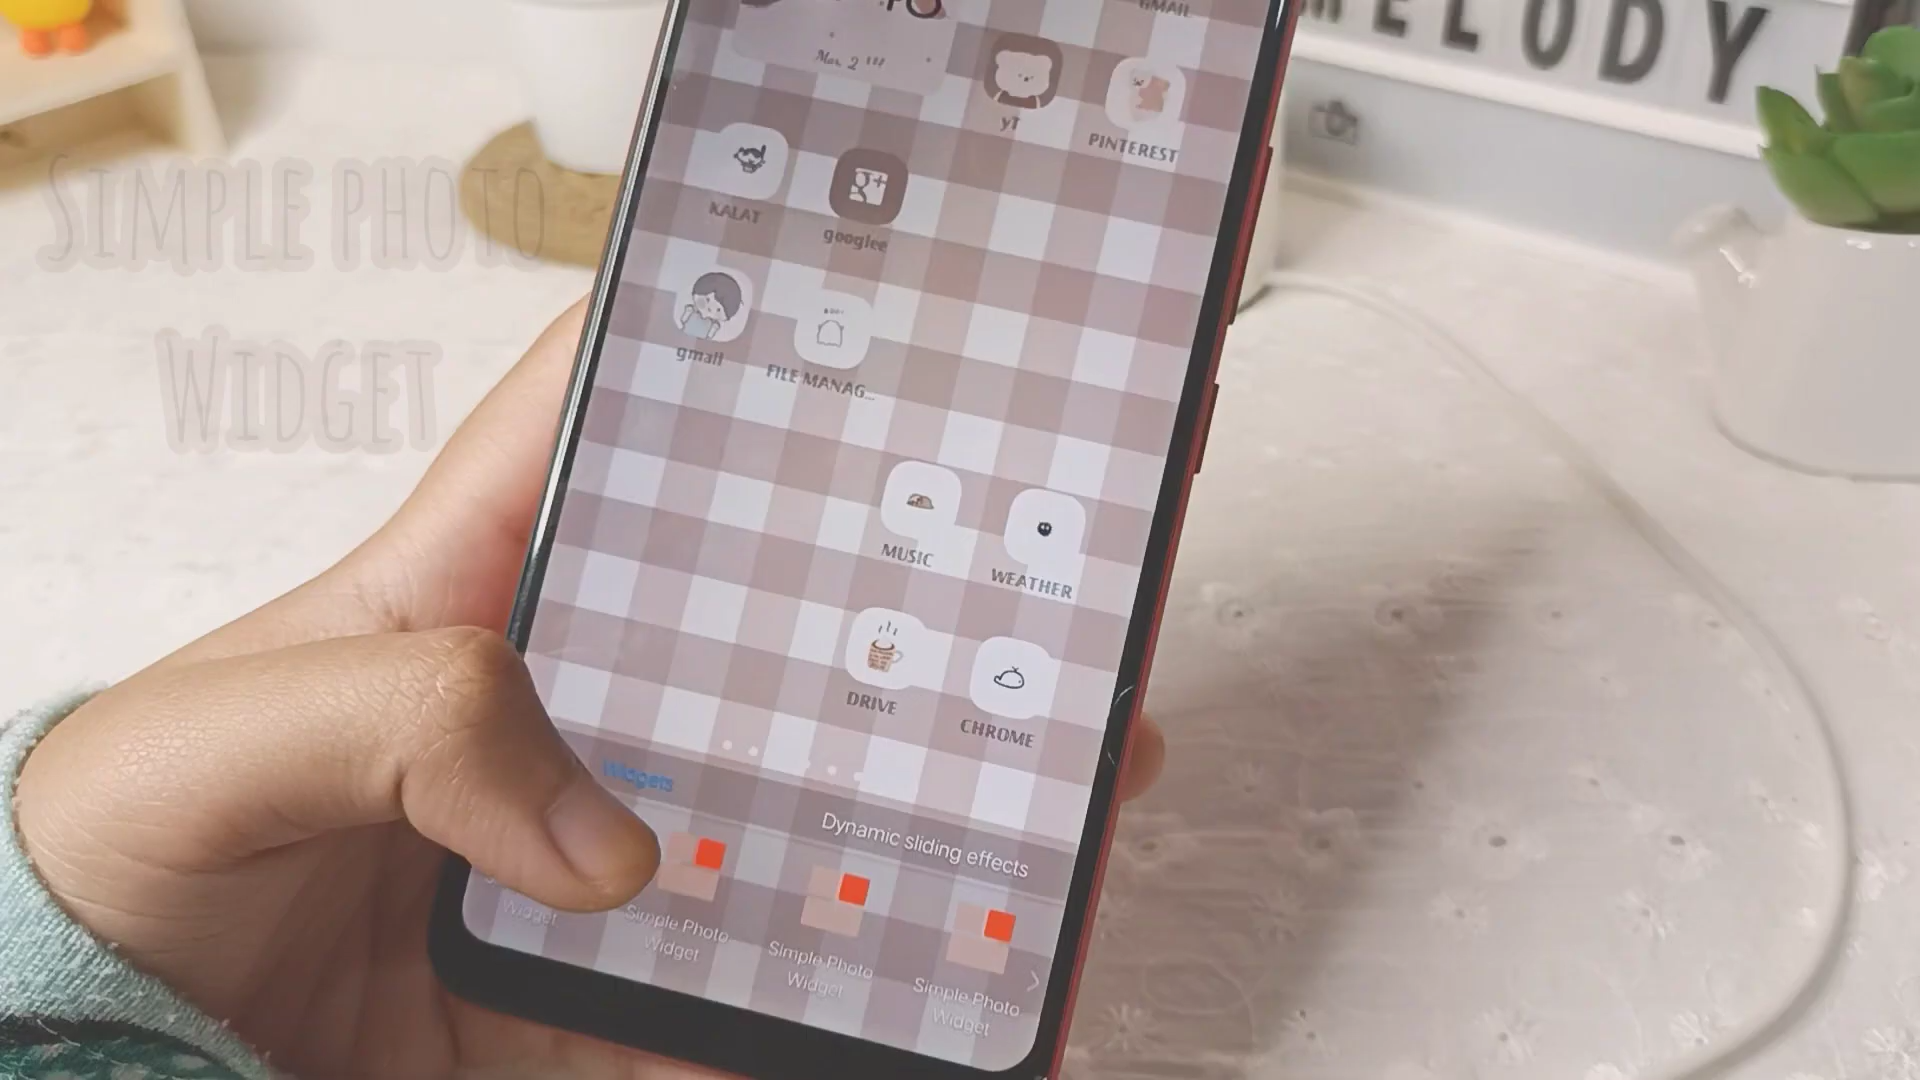 MELODY
GMAIL
Mar, 2
yT
PINTEREST
KALAT
googlee
gmail
FILE MANAG...
SIMPLE PHOTO
WIDGET
MUSIC
WEATHER
DRIVE
CHROME
Widgets
Dynamic sliding effects
Widget
Simple Photo
Widget
Simple Photo
Widget
Simple Photo
Widget